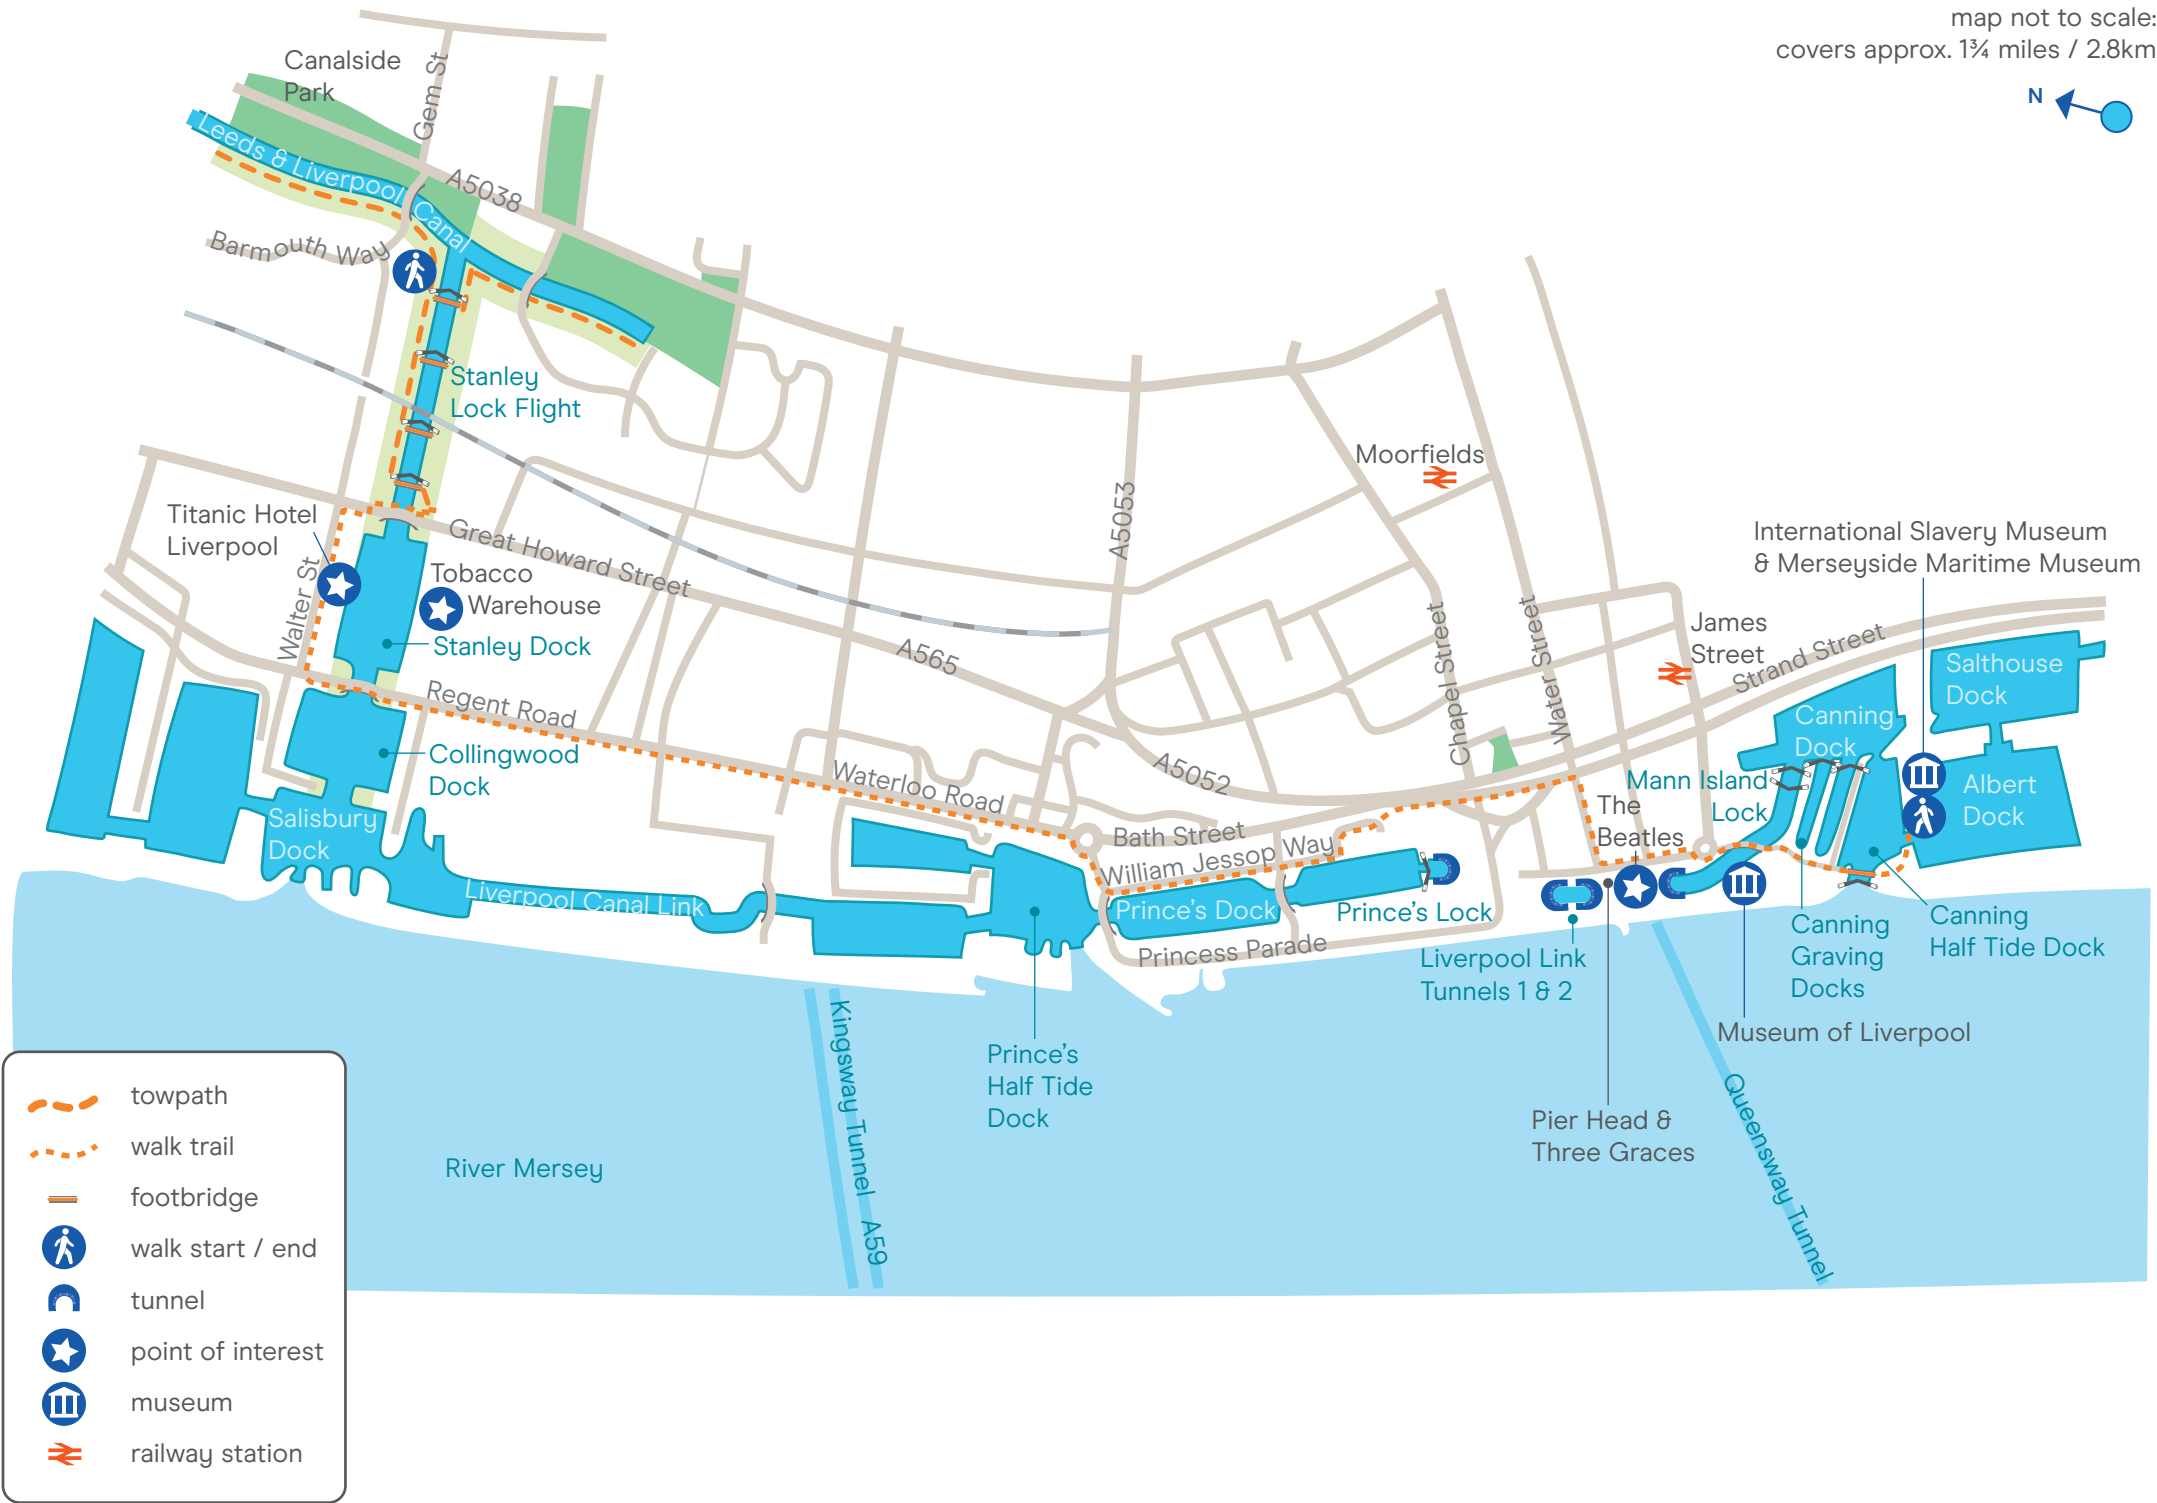 map not to scale:
covers approx. 1¾ miles / 2.8km
N
Canalside
Park
Gem St
Leeds & Liverpool Canal
A5038
Barmouth Way
Stanley
Lock Flight
Titanic Hotel
Liverpool
Walter St
Great Howard Street
Tobacco
Warehouse
Stanley Dock
Regent Road
Collingwood
Dock
Salisbury
Dock
Liverpool Canal Link
A565
A5053
Moorfields
Chapel Street
Water Street
James
Street
Strand Street
International Slavery Museum
& Merseyside Maritime Museum
Salthouse
Dock
Canning
Dock
Albert
Dock
Mann Island
Lock
The
Beatles
A5052
Waterloo Road
Bath Street
William Jessop Way
Prince's Dock
Prince's Lock
Princess Parade
Liverpool Link
Tunnels 1 & 2
Canning
Graving
Docks
Canning
Half Tide Dock
Museum of Liverpool
Pier Head &
Three Graces
Prince's
Half Tide
Dock
Kingsway Tunnel A59
Queensway Tunnel
River Mersey
towpath
walk trail
footbridge
walk start / end
tunnel
point of interest
museum
railway station